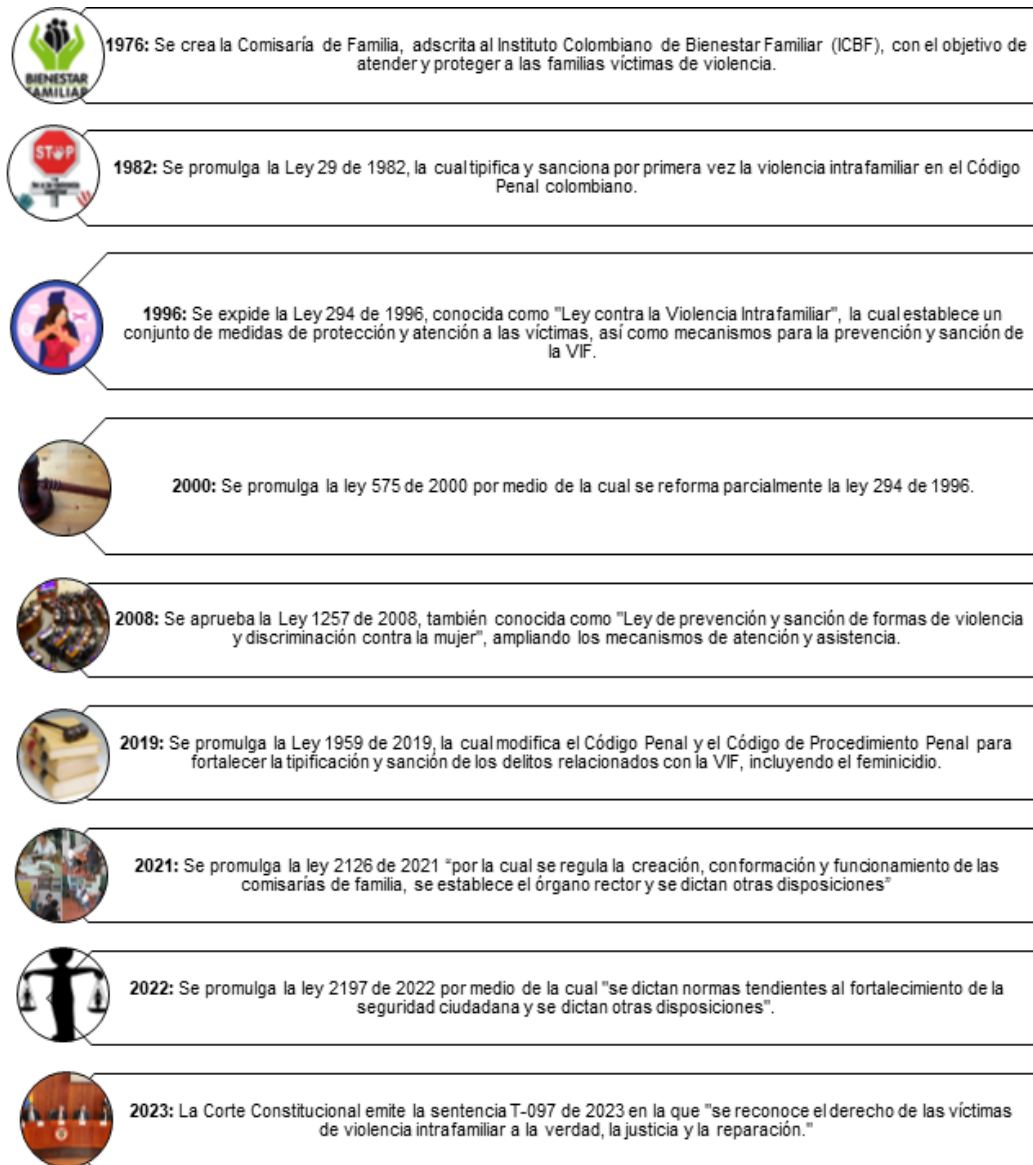 BIENESTAR
FAMILIAR
1976: Se crea la Comisaría de Familia, adscrita al Instituto Colombiano de Bienestar Familiar (ICBF), con el objetivo de
atender y proteger a las familias víctimas de violencia.
STOP
1982: Se promulga la Ley 29 de 1982, la cual tipifica y sanciona por primera vez la violencia intrafamiliar en el Código
Penal colombiano.
1996: Se expide la Ley 294 de 1996, conocida como "Ley contra la Violencia Intrafamiliar", la cual establece un
conjunto de medidas de protección y atención a las víctimas, así como mecanismos para la prevención y sanción de
la VIF.
2000: Se promulga la ley 575 de 2000 por medio de la cual se reforma parcialmente la ley 294 de 1996.
2008: Se aprueba la Ley 1257 de 2008, también conocida como "Ley de prevención y sanción de formas de violencia
y discriminación contra la mujer", ampliando los mecanismos de atención y asistencia.
2019: Se promulga la Ley 1959 de 2019, la cual modifica el Código Penal y el Código de Procedimiento Penal para
fortalecer la tipificación y sanción de los delitos relacionados con la VIF, incluyendo el feminicidio.
2021: Se promulga la ley 2126 de 2021 “por la cual se regula la creación, conformación y funcionamiento de las
comisarías de familia, se establece el órgano rector y se dictan otras disposiciones”
2022: Se promulga la ley 2197 de 2022 por medio de la cual "se dictan normas tendientes al fortalecimiento de la
seguridad ciudadana y se dictan otras disposiciones".
2023: La Corte Constitucional emite la sentencia T-097 de 2023 en la que "se reconoce el derecho de las víctimas
de violencia intrafamiliar a la verdad, la justicia y la reparación."